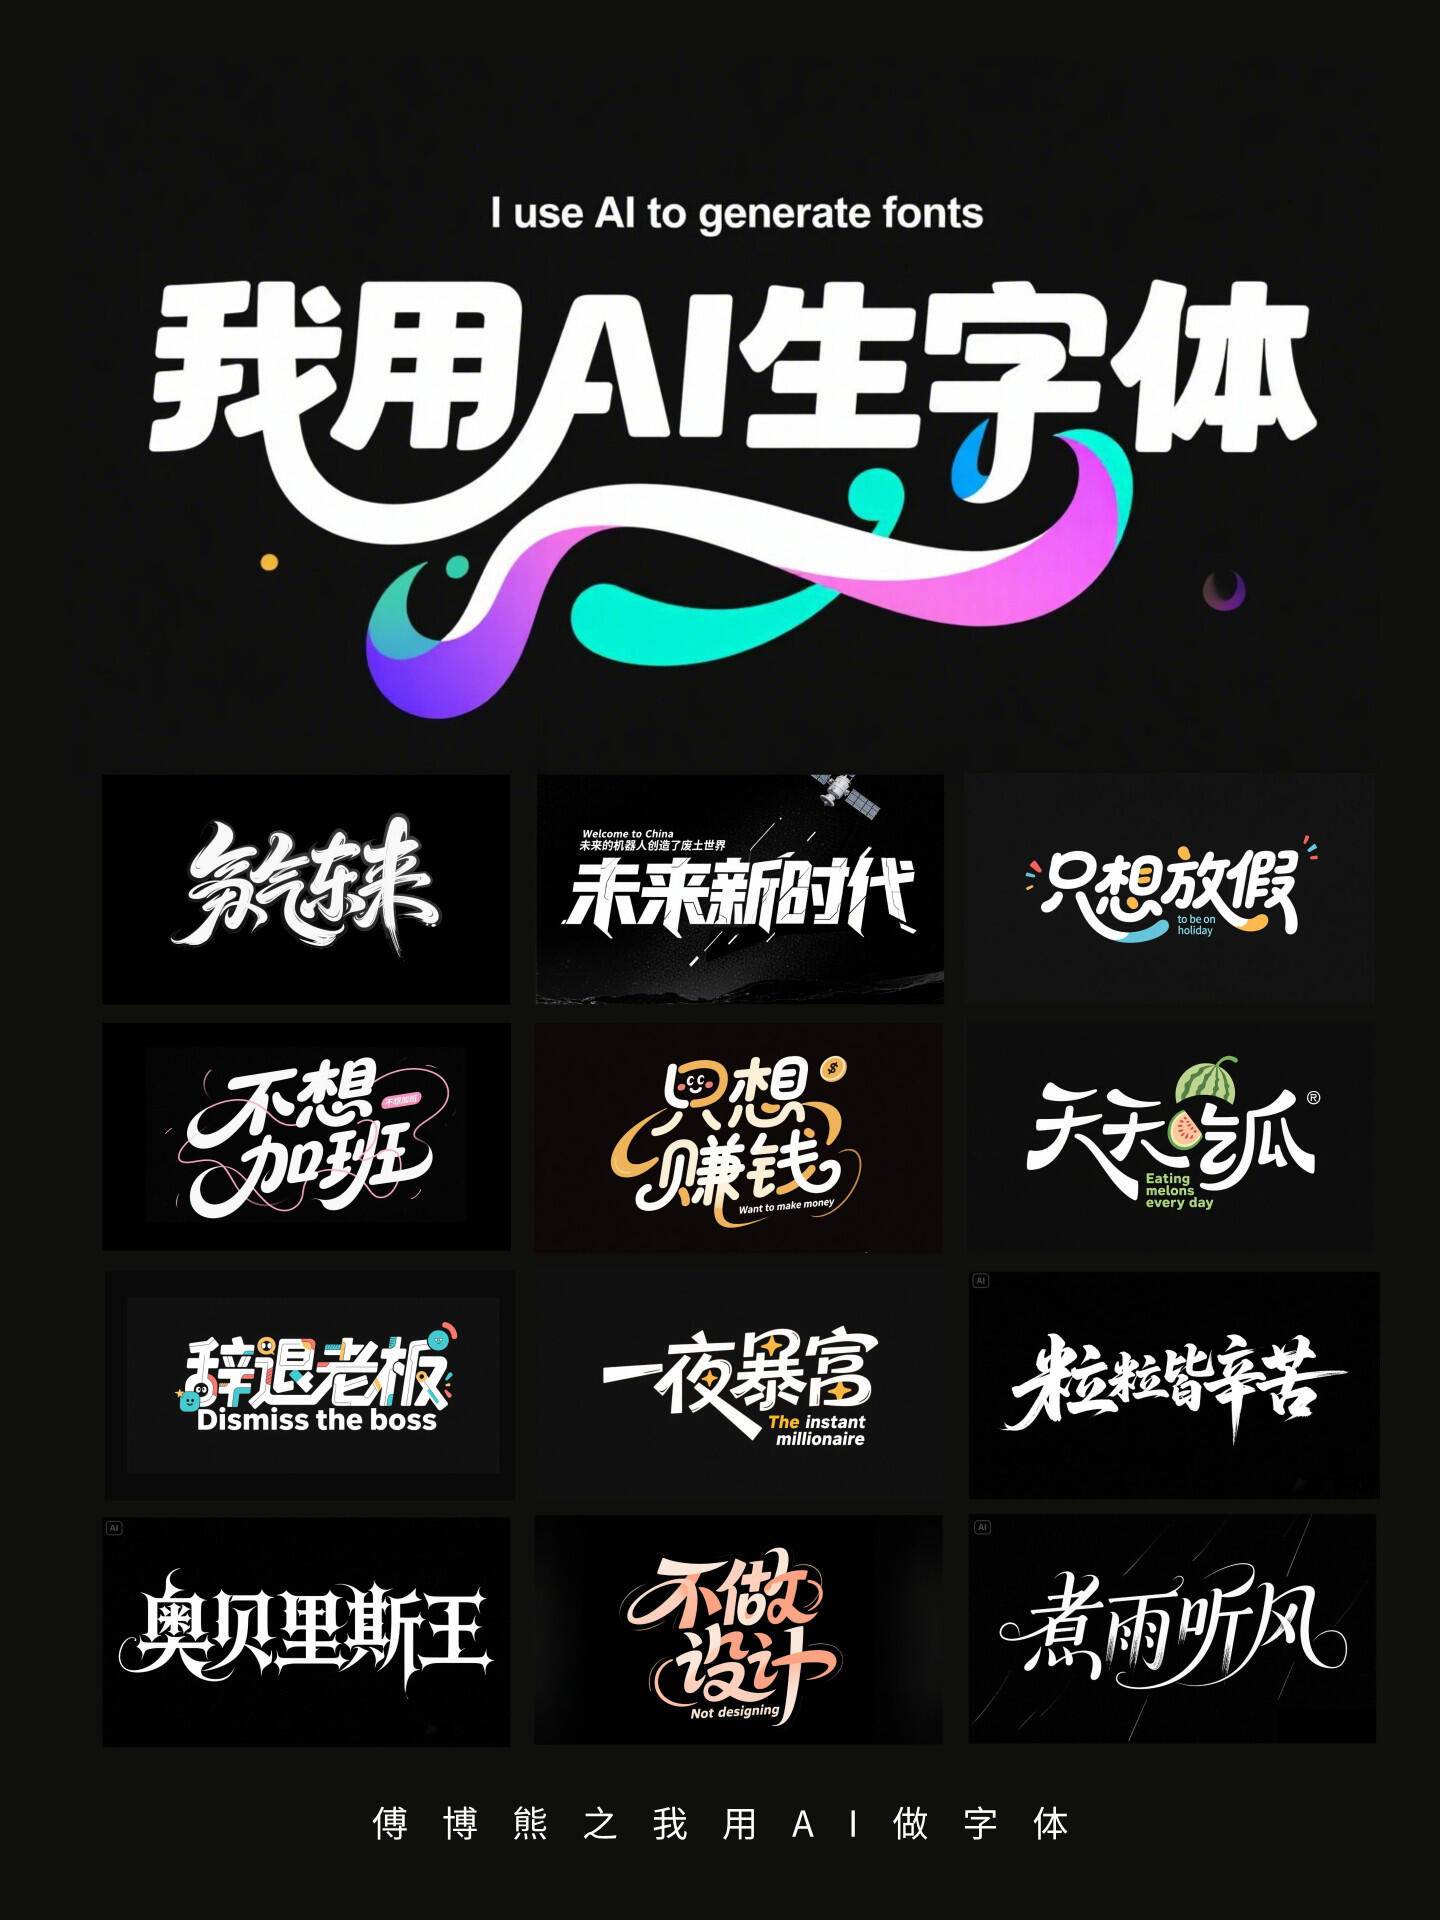 I use AI to generate fonts
我用AI生字体
东来
Welcome to China
未来的机器人创造了废土世界
未来新时代
只想放假
to be on
holiday
不想
不想加班
加班
只想
赚钱
Want to make money
天天吃瓜
®
Eating
melons
every day
辞退老板
Dismiss the boss
一夜暴富
The instant
millionaire
AI
粒粒皆辛苦
AI
奥贝里斯王
不做
设计
Not designing
AI
煮雨听风
傅博熊之我用AI做字体